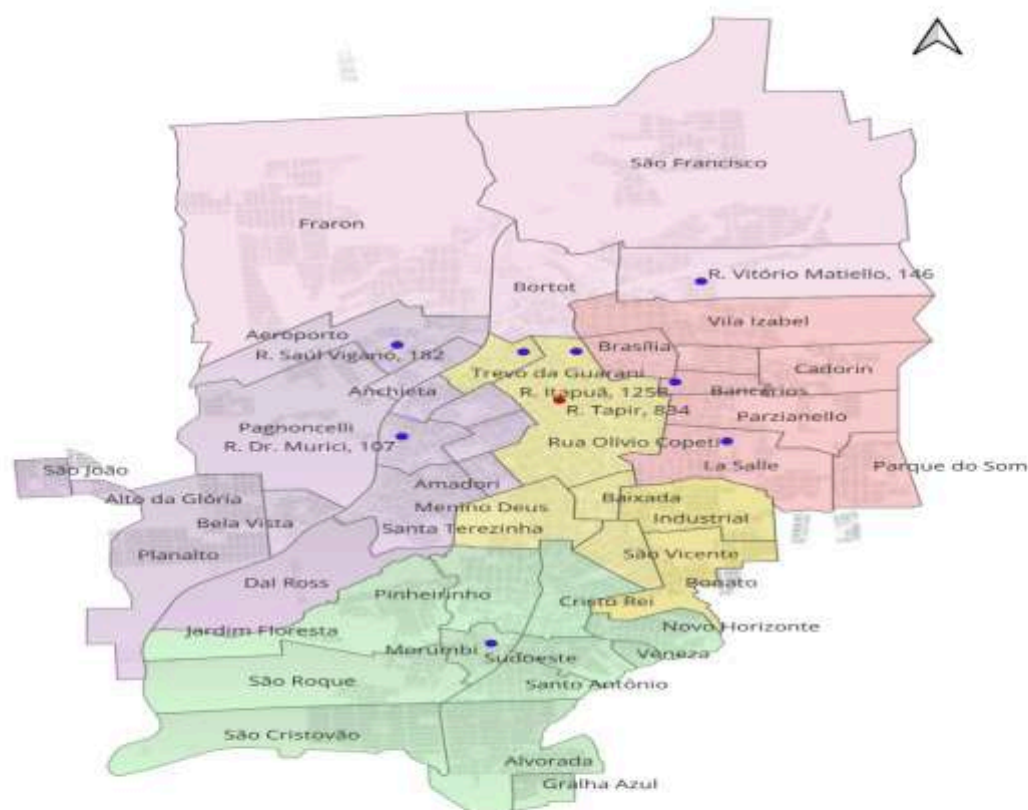 São Francisco
Fraron
R. Vitório Matiello, 146
Bortot
Vila Izabel
Aeroporto
Brasília
R. Saúl Vigano, 182
Trevo da Guarani
Cadorin
Anchieta
R. Itapuã, 1258
Bancários
R. Tapir, 834
Parzianello
Pagnoncelli
R. Dr. Murici, 107
Rua Olívio Copeti
São João
La Salle
Parque do Som
Amadori
Alto da Glória
Baixada
Menino Deus
Bela Vista
Santa Terezinha
Industrial
Planalto
São Vicente
Dal Ross
Bonato
Pinheirinho
Cristo Rei
Jardim Floresta
Novo Horizonte
Morumbi
Sudoeste
Veneza
São Roque
Santo Antônio
São Cristovão
Alvorada
Gralha Azul